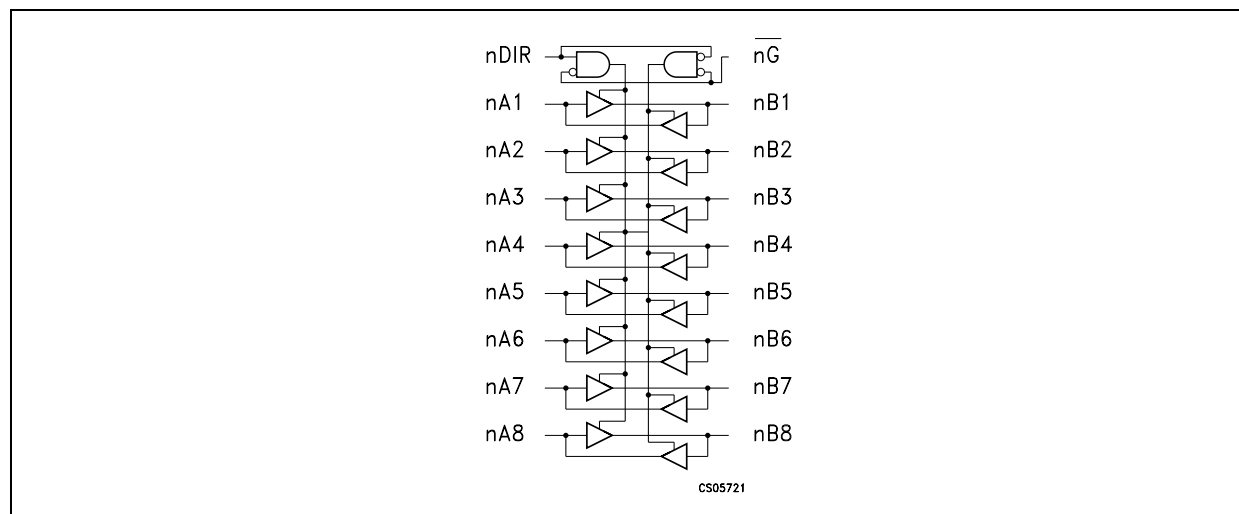 nDIR nG̅
nA1 nB1
nA2 nB2
nA3 nB3
nA4 nB4
nA5 nB5
nA6 nB6
nA7 nB7
nA8 nB8
CS05721